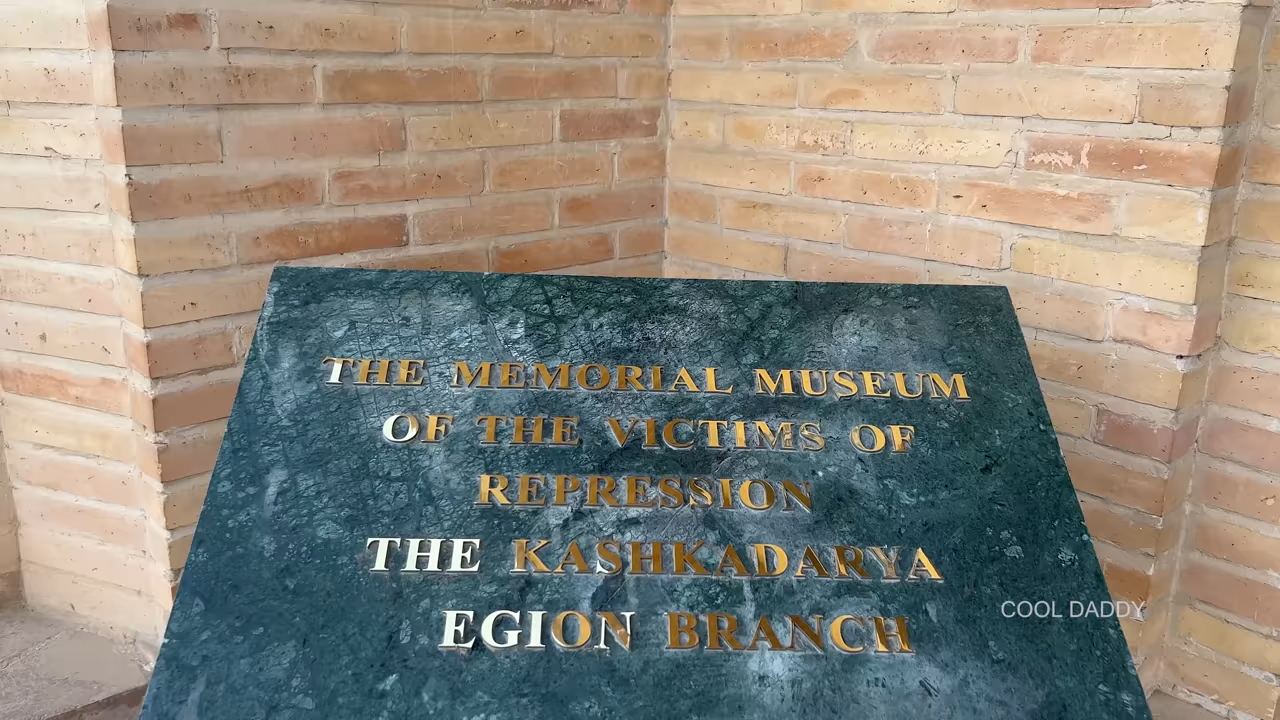 THE MEMORIAL MUSEUM
OF THE VICTIMS OF
REPRESSION
THE KASHKADARYA
EGION BRANCH
COOL DADDY